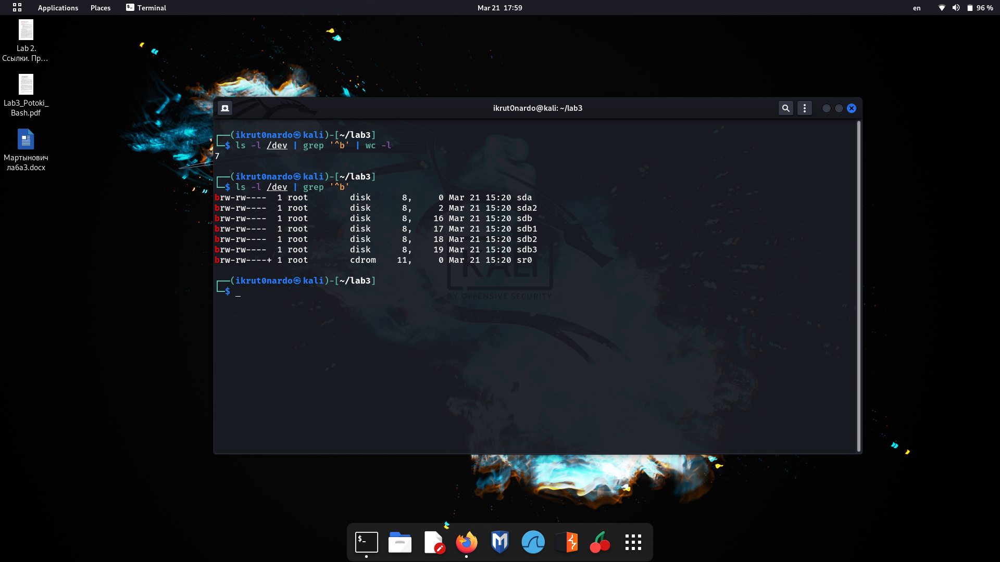 Applications Places Terminal Mar 21 17:59 en 96 %
Lab 2.
Ссылки. Пр…
Lab3_Potoki_
Bash.pdf
Мартынович
лаба3.docx
ikrut0nardo@kali: ~/lab3
┌──(ikrut0nardo㉿kali)-[~/lab3]
└─$ ls -l /dev | grep '^b' | wc -l
7
┌──(ikrut0nardo㉿kali)-[~/lab3]
└─$ ls -l /dev | grep '^b'
brw-rw----  1 root        disk      8,     0 Mar 21 15:20 sda
brw-rw----  1 root        disk      8,     2 Mar 21 15:20 sda2
brw-rw----  1 root        disk      8,    16 Mar 21 15:20 sdb
brw-rw----  1 root        disk      8,    17 Mar 21 15:20 sdb1
brw-rw----  1 root        disk      8,    18 Mar 21 15:20 sdb2
brw-rw----  1 root        disk      8,    19 Mar 21 15:20 sdb3
brw-rw----+ 1 root        cdrom    11,     0 Mar 21 15:20 sr0
┌──(ikrut0nardo㉿kali)-[~/lab3]
└─$ _
KALI
BY OFFENSIVE SECURITY